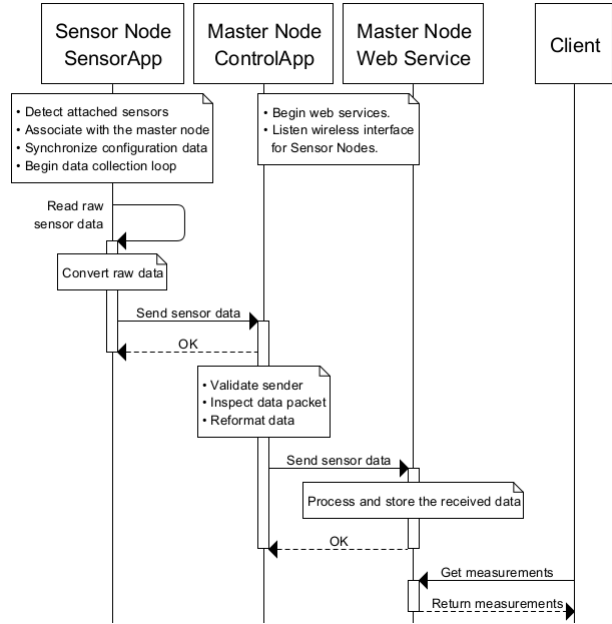 Sensor Node
SensorApp
Master Node
ControlApp
Master Node
Web Service
Client
• Detect attached sensors
• Associate with the master node
• Synchronize configuration data
• Begin data collection loop
• Begin web services.
• Listen wireless interface
for Sensor Nodes.
Read raw
sensor data
Convert raw data
Send sensor data
OK
• Validate sender
• Inspect data packet
• Reformat data
Send sensor data
Process and store the received data
OK
Get measurements
Return measurements